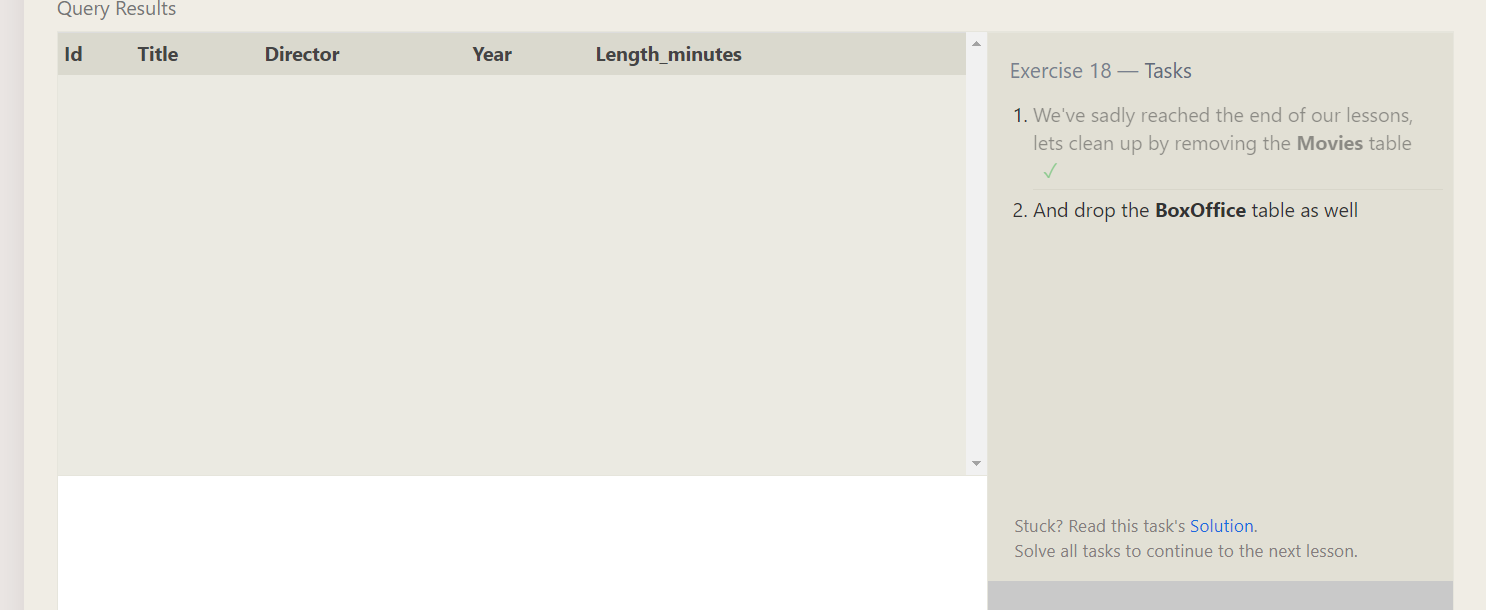 Query Results
Id Title Director Year Length_minutes
Exercise 18 — Tasks
1. We've sadly reached the end of our lessons,
lets clean up by removing the Movies table
✓
2. And drop the BoxOffice table as well
Stuck? Read this task's Solution.
Solve all tasks to continue to the next lesson.